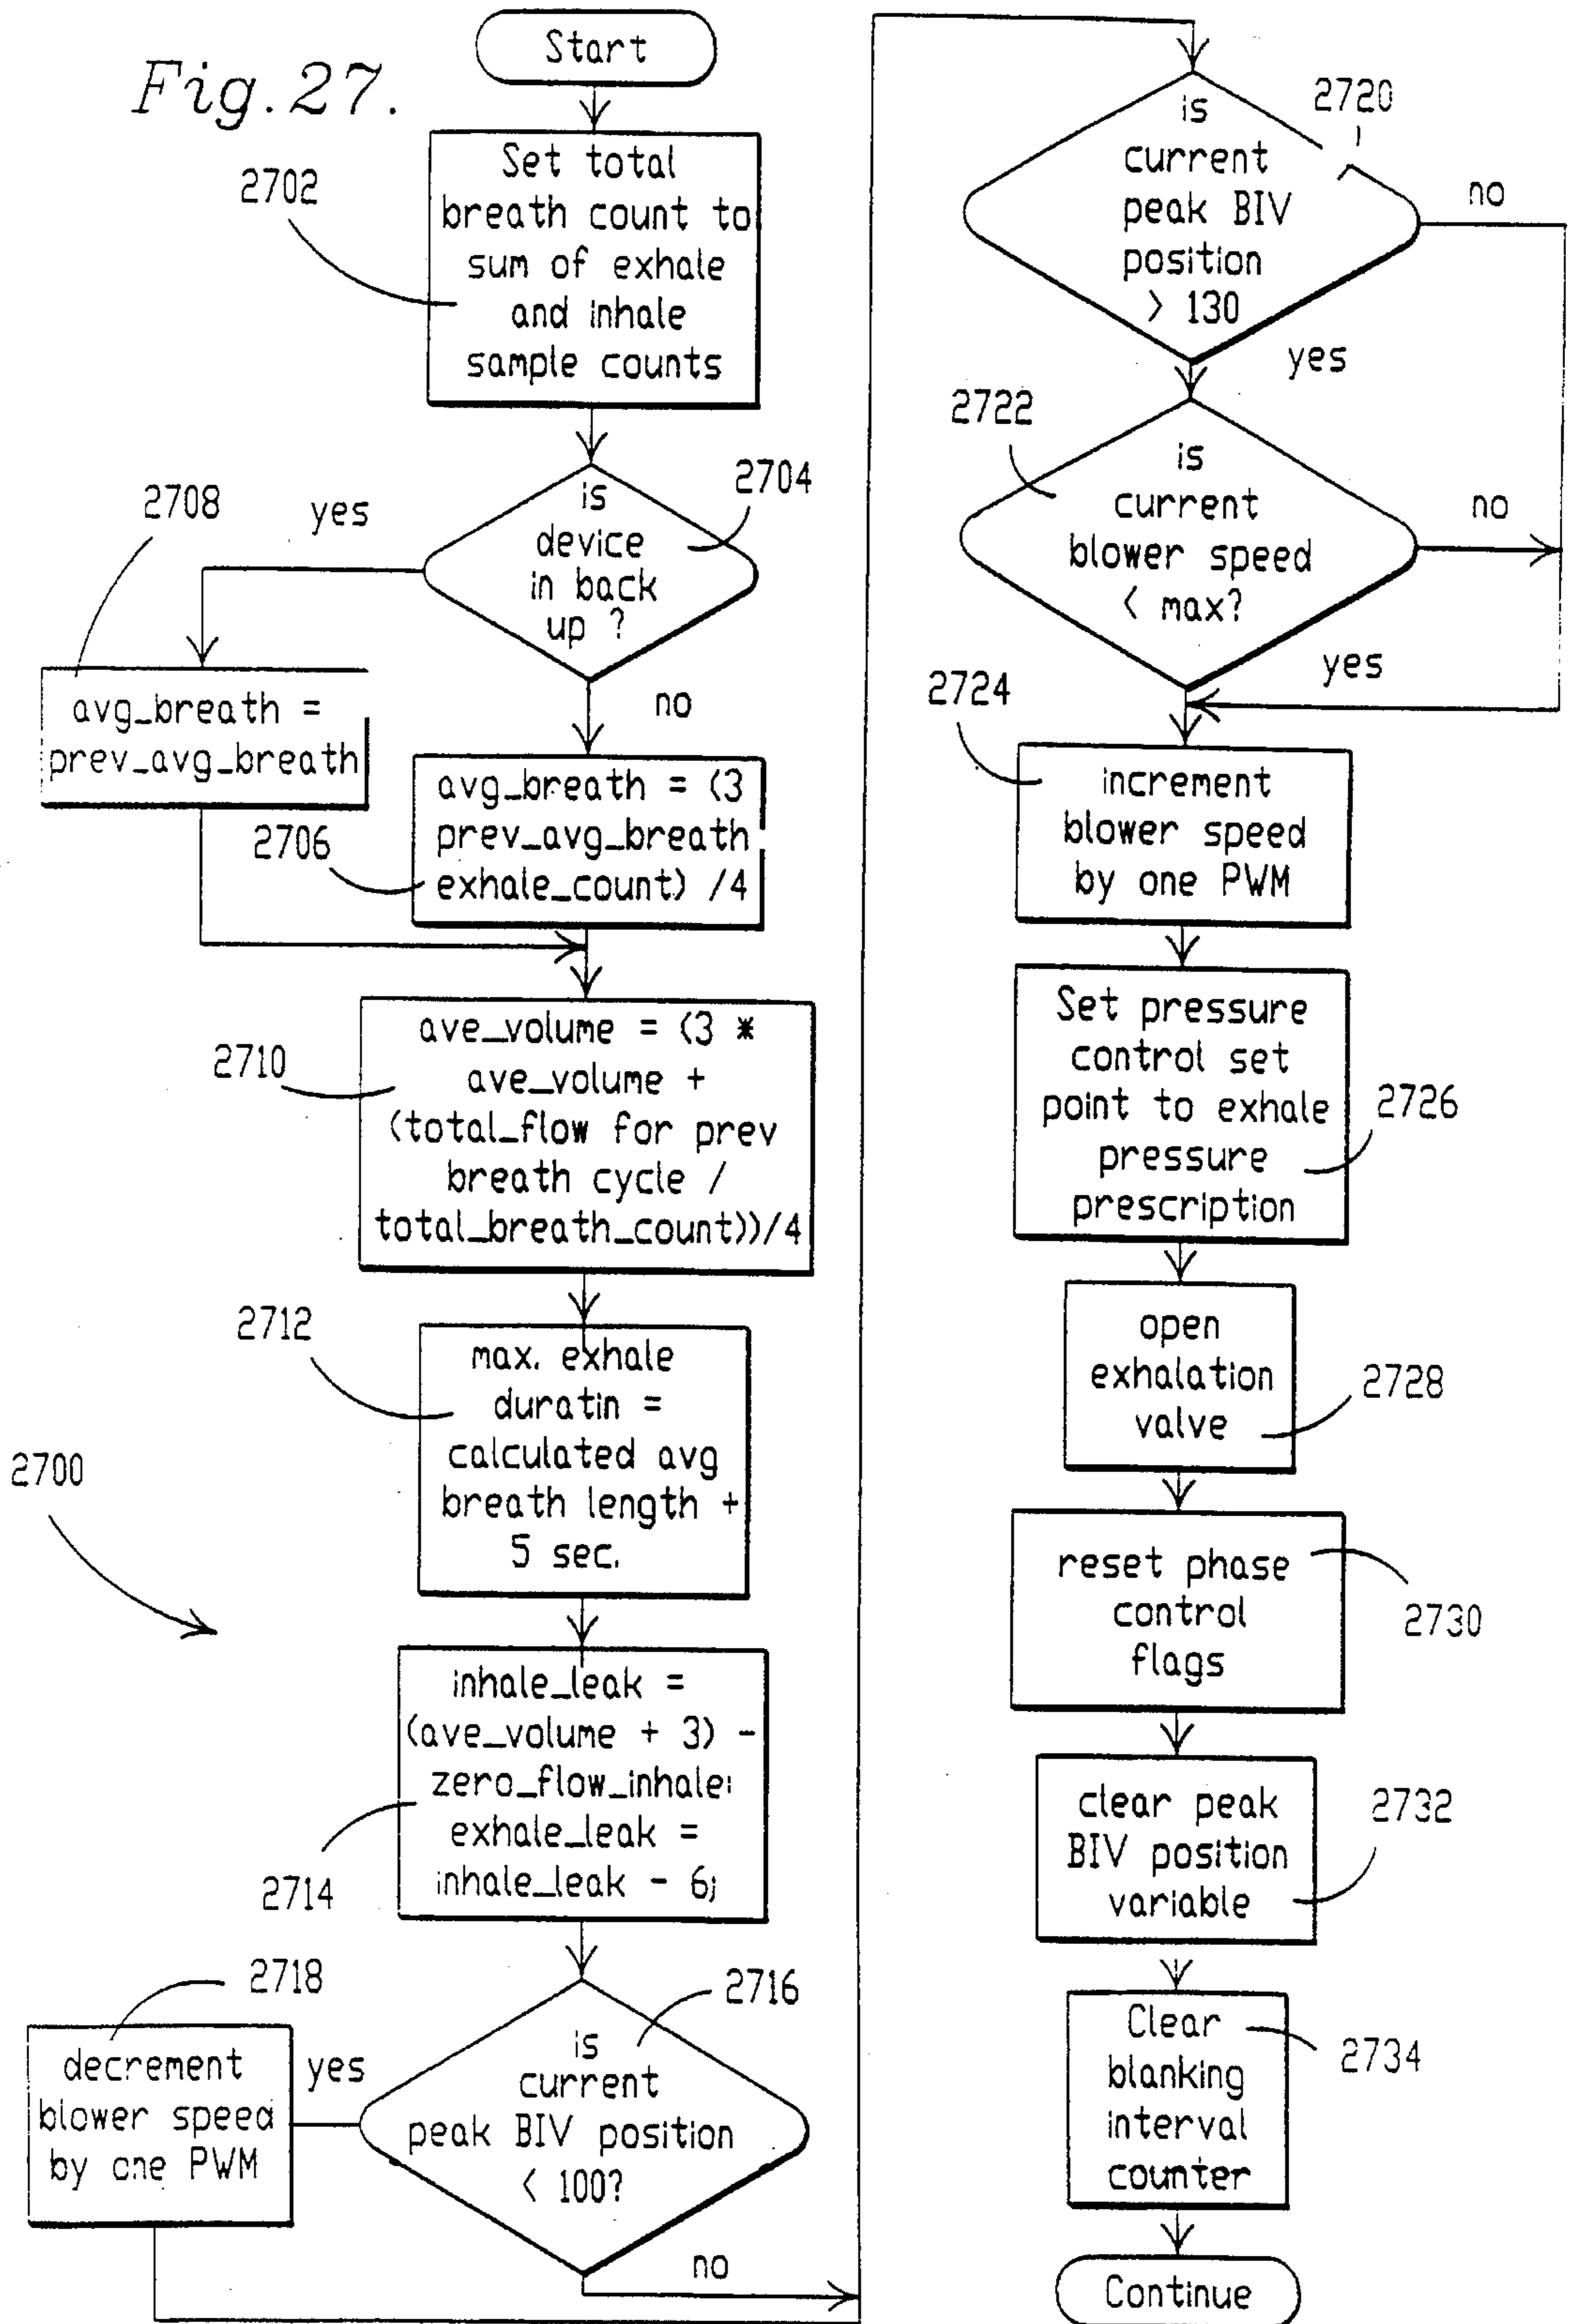 Fig. 27.
Start
2702
Set total
breath count to
sum of exhale
and inhale
sample counts
2704
is
device
in back
up ?
yes
no
2708
avg_breath =
prev_avg_breath
2706
avg_breath = (3
prev_avg_breath
exhale_count) /4
2710
ave_volume = (3 *
ave_volume +
(total_flow for prev
breath cycle /
total_breath_count))/4
2712
max. exhale
duratin =
calculated avg
breath length +
5 sec.
2700
2714
inhale_leak =
(ave_volume + 3) -
zero_flow_inhale;
exhale_leak =
inhale_leak - 6;
2716
is
current
peak BIV position
< 100?
yes
no
2718
decrement
blower speed
by one PWM
2720
is
current
peak BIV
position
> 130
no
yes
2722
is
current
blower speed
< max?
no
yes
2724
increment
blower speed
by one PWM
Set pressure
control set
point to exhale
pressure
prescription
2726
open
exhalation
valve
2728
reset phase
control
flags
2730
clear peak
BIV position
variable
2732
Clear
blanking
interval
counter
2734
Continue